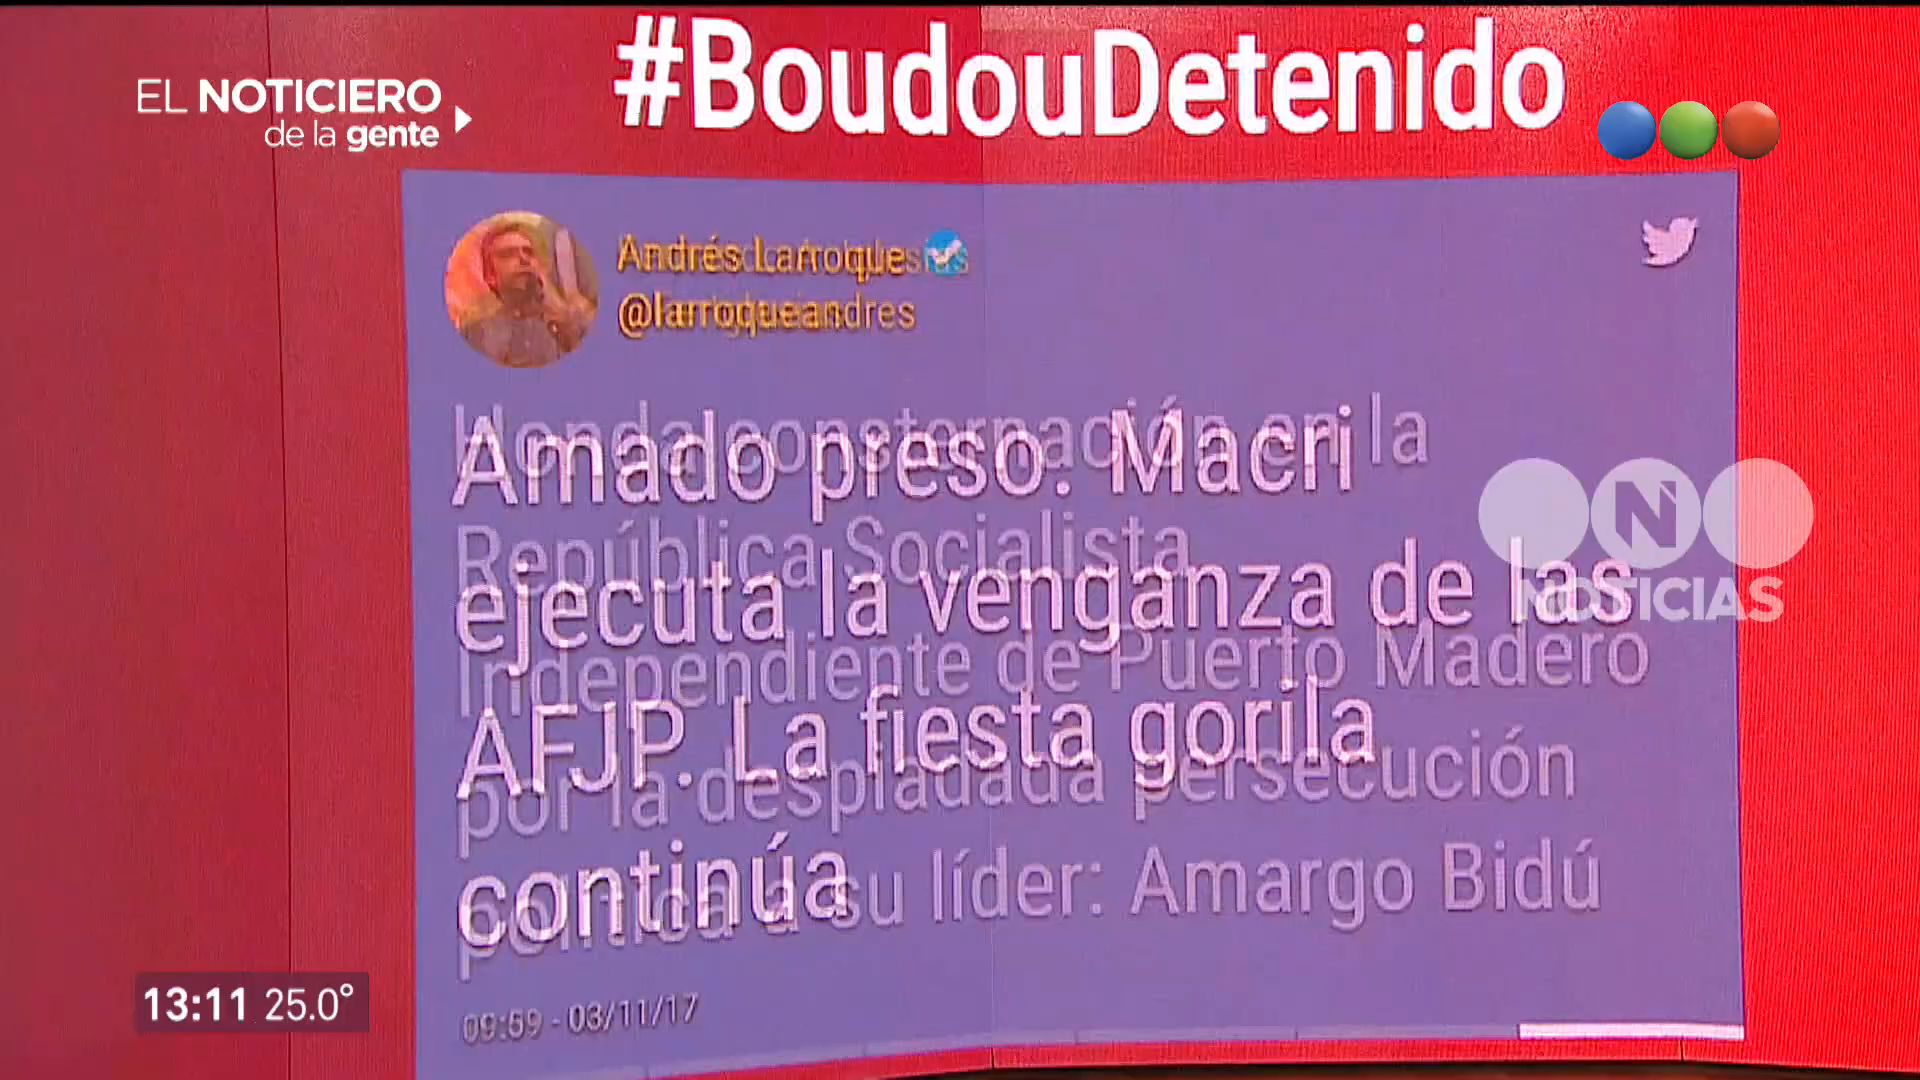 #BoudouDetenido
EL NOTICIERO
de la gente
Andrés Larroque
@larroqueandres
Amado preso. Macri
ejecuta la venganza de las
AFJP. La fiesta gorila
continúa
Honda consternación en la
República Socialista
Independiente de Puerto Madero
por la despiadada persecución
política a su líder: Amargo Bidú
09:59 - 03/11/17
N
NOTICIAS
13:11 25.0°